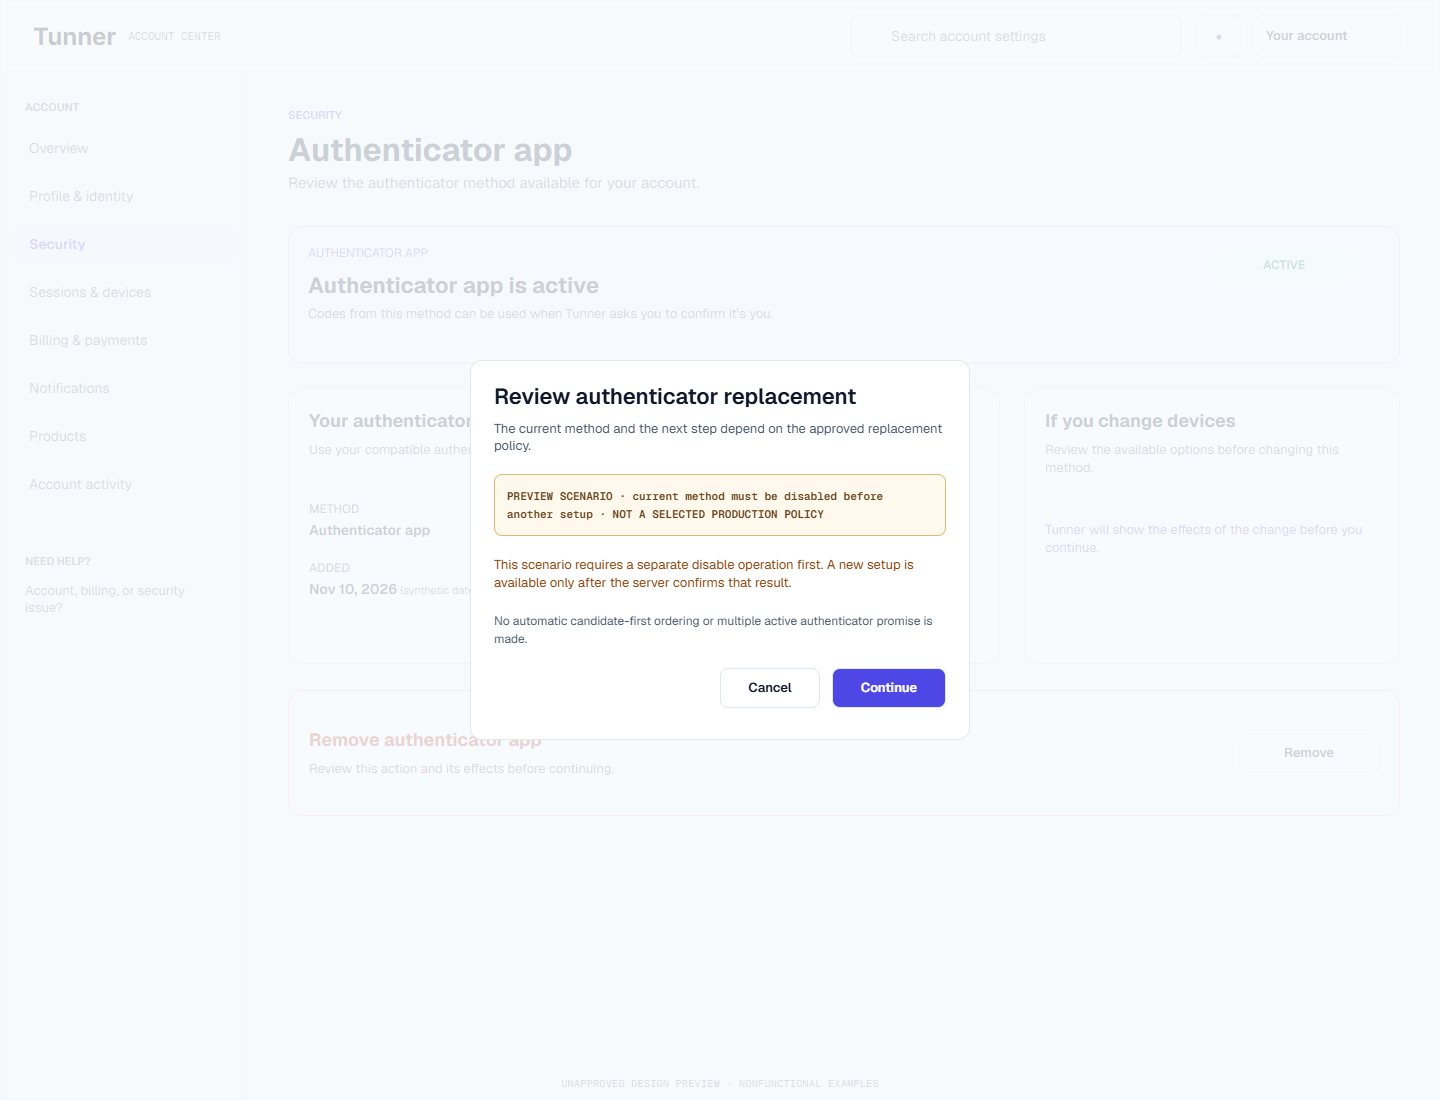 Tunner ACCOUNT CENTER
Search account settings
Your account
ACCOUNT
Overview
Profile & identity
Security
Sessions & devices
Billing & payments
Notifications
Products
Account activity
NEED HELP?
Account, billing, or security
issue?
SECURITY
Authenticator app
Review the authenticator method available for your account.
AUTHENTICATOR APP
Authenticator app is active
Codes from this method can be used when Tunner asks you to confirm it's you.
ACTIVE
Your authenticator
Use your compatible
METHOD
Authenticator app
ADDED
Nov 10, 2026 (synthetic
If you change devices
Review the available options before changing this
method.
Tunner will show the effects of the change before you
continue.
Review authenticator replacement
The current method and the next step depend on the approved replacement
policy.
PREVIEW SCENARIO · current method must be disabled before
another setup · NOT A SELECTED PRODUCTION POLICY
This scenario requires a separate disable operation first. A new setup is
available only after the server confirms that result.
No automatic candidate-first ordering or multiple active authenticator promise is
made.
Cancel
Continue
Remove authenticator app
Review this action and its effects before continuing.
Remove
UNAPPROVED DESIGN PREVIEW - NONFUNCTIONAL EXAMPLES